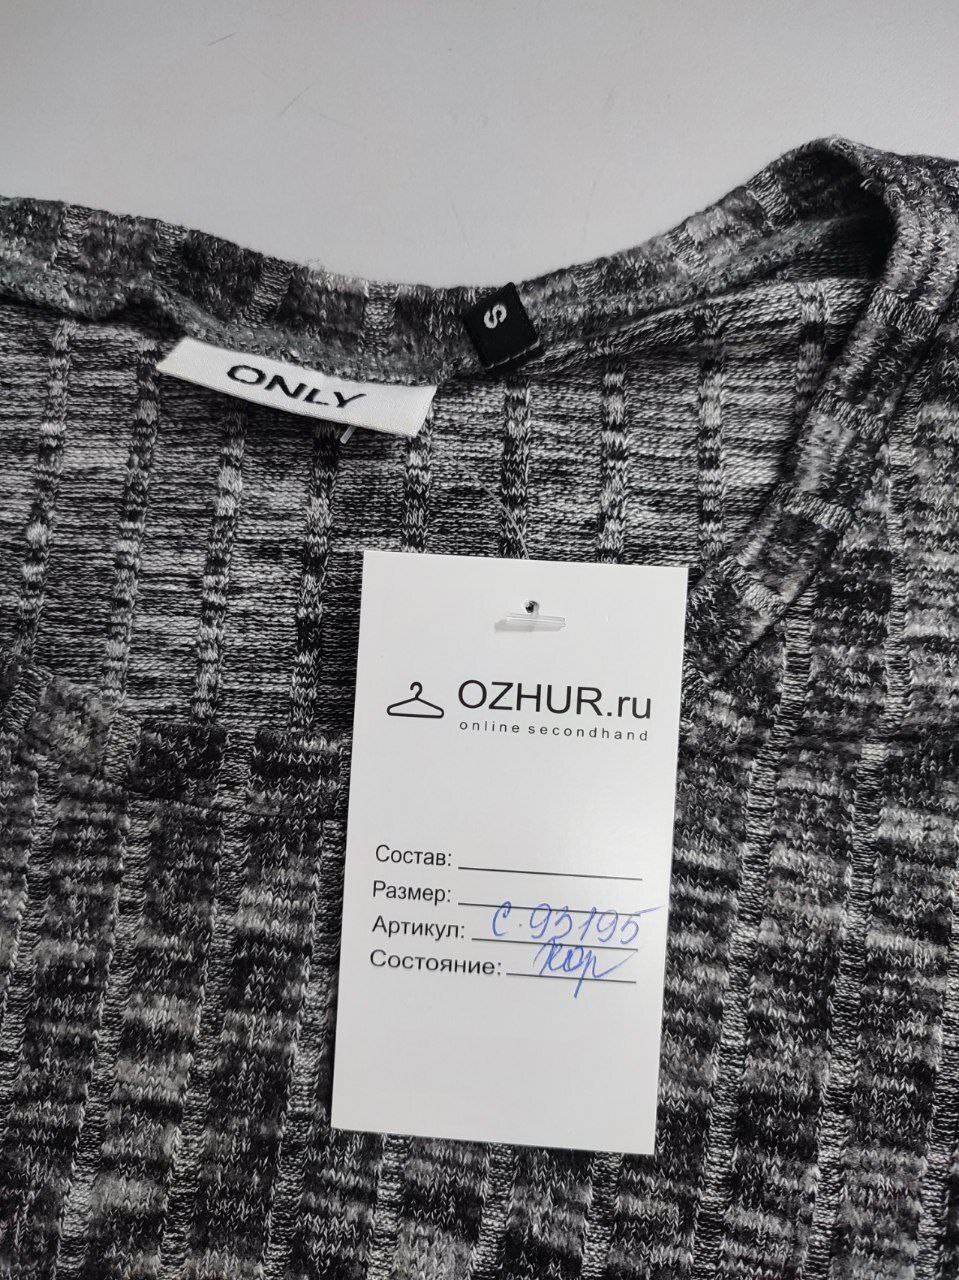 S
ONLY
OZHUR.ru
online secondhand
Состав:
Размер:
Артикул: С. 93195
Состояние: хор